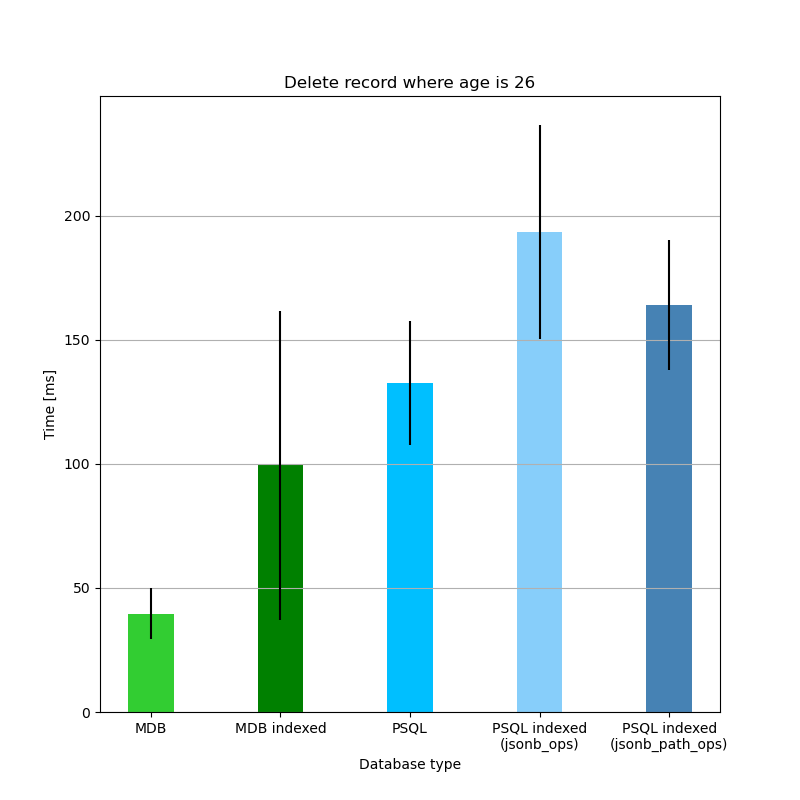 Delete record where age is 26
Time [ms]
200
150
100
50
0
MDB
MDB indexed
PSQL
PSQL indexed
(jsonb_ops)
PSQL indexed
(jsonb_path_ops)
Database type